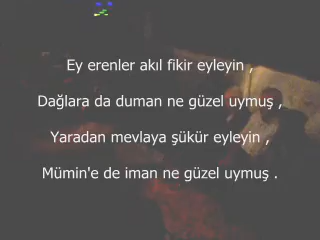 Ey erenler akıl fikir eyleyin ,
Dağlara da duman ne güzel uymuş ,
Yaradan mevlaya şükür eyleyin ,
Mümin'e de iman ne güzel uymuş .